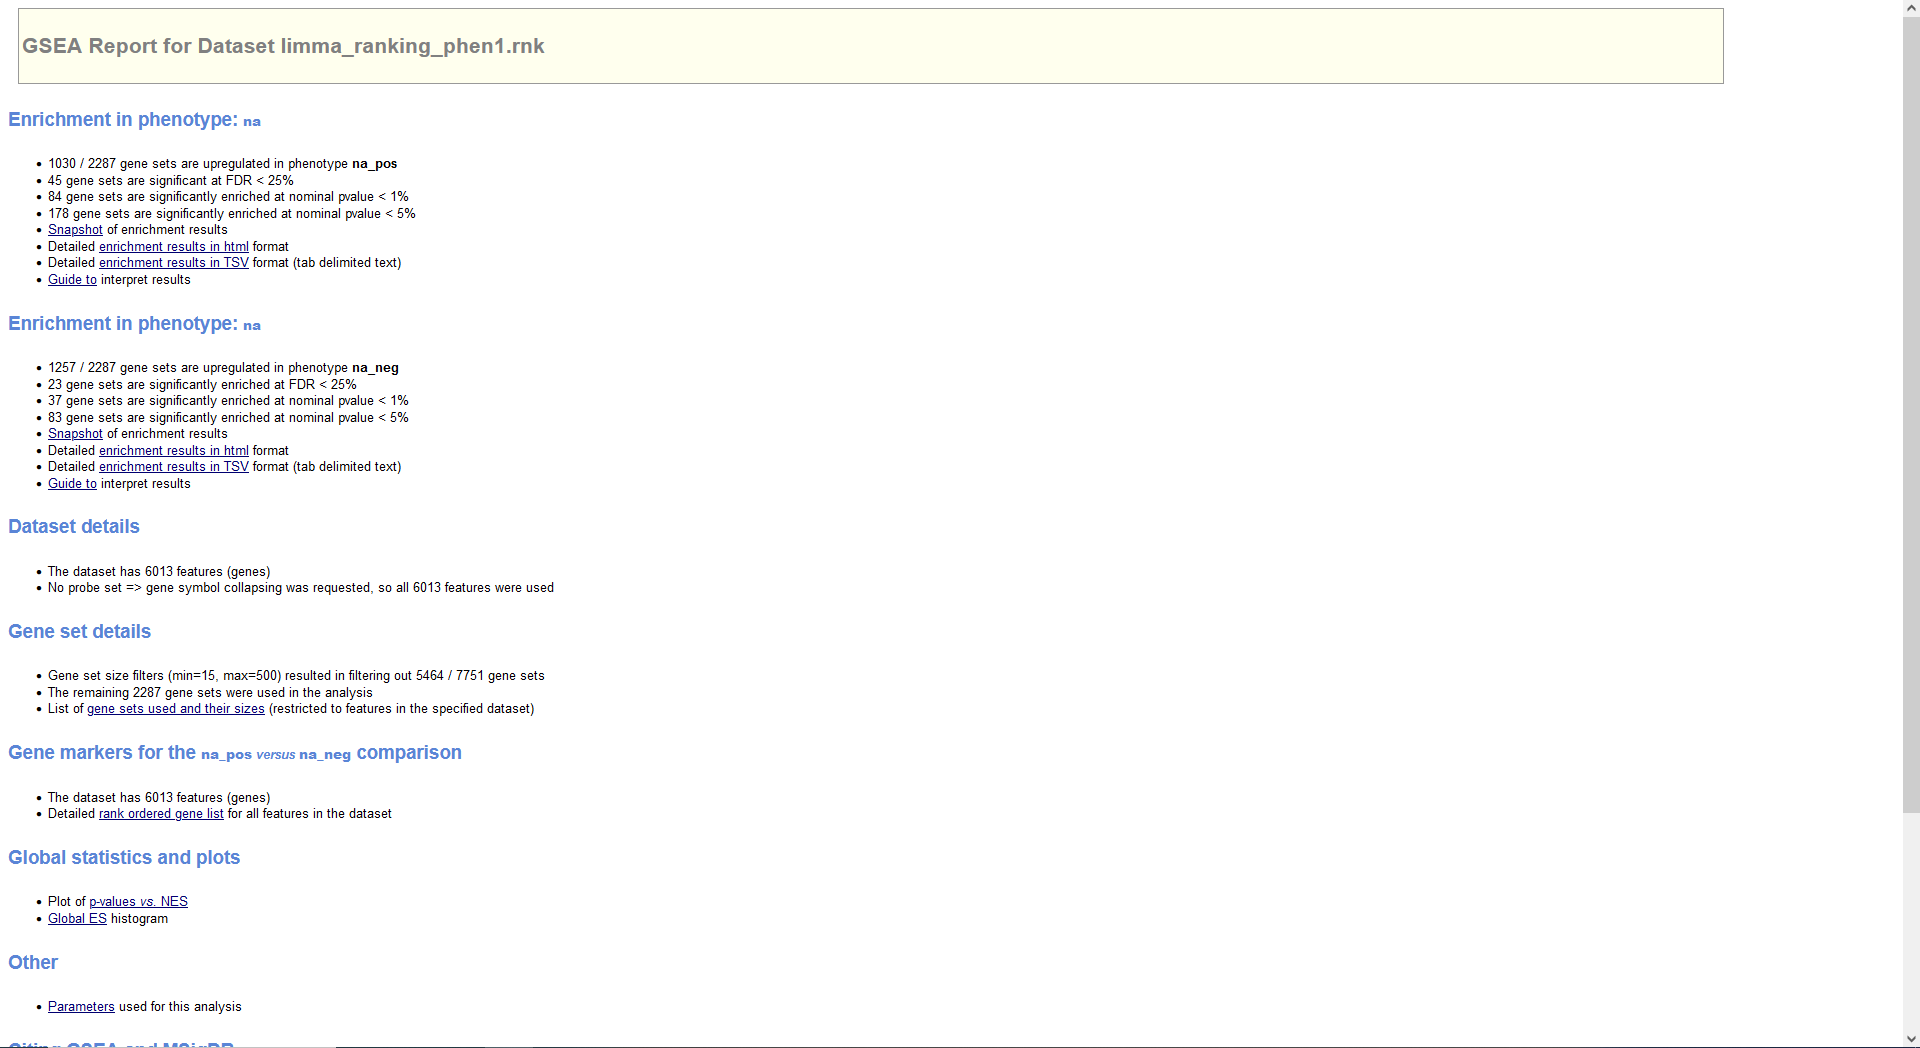 GSEA Report for Dataset limma_ranking_phen1.rnk
Enrichment in phenotype: na
• 1030 / 2287 gene sets are upregulated in phenotype na_pos
• 45 gene sets are significant at FDR < 25%
• 84 gene sets are significantly enriched at nominal pvalue < 1%
• 178 gene sets are significantly enriched at nominal pvalue < 5%
• Snapshot of enrichment results
• Detailed enrichment results in html format
• Detailed enrichment results in TSV format (tab delimited text)
• Guide to interpret results
Enrichment in phenotype: na
• 1257 / 2287 gene sets are upregulated in phenotype na_neg
• 23 gene sets are significantly enriched at FDR < 25%
• 37 gene sets are significantly enriched at nominal pvalue < 1%
• 83 gene sets are significantly enriched at nominal pvalue < 5%
• Snapshot of enrichment results
• Detailed enrichment results in html format
• Detailed enrichment results in TSV format (tab delimited text)
• Guide to interpret results
Dataset details
• The dataset has 6013 features (genes)
• No probe set => gene symbol collapsing was requested, so all 6013 features were used
Gene set details
• Gene set size filters (min=15, max=500) resulted in filtering out 5464 / 7751 gene sets
• The remaining 2287 gene sets were used in the analysis
• List of gene sets used and their sizes (restricted to features in the specified dataset)
Gene markers for the na_pos versus na_neg comparison
• The dataset has 6013 features (genes)
• Detailed rank ordered gene list for all features in the dataset
Global statistics and plots
• Plot of p-values vs. NES
• Global ES histogram
Other
• Parameters used for this analysis
Citing GSEA and MSigDB